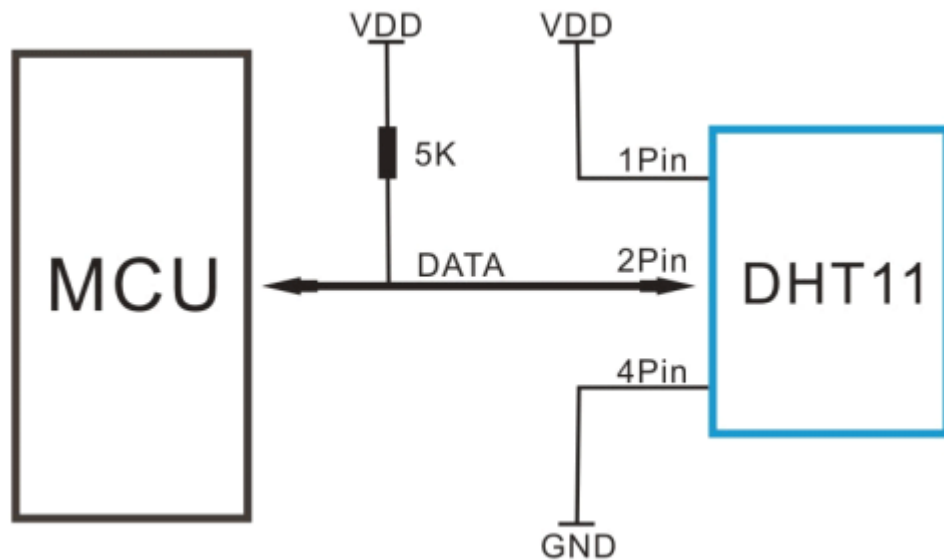 VDD
VDD
5K
1Pin
MCU
DATA
2Pin
DHT11
4Pin
GND